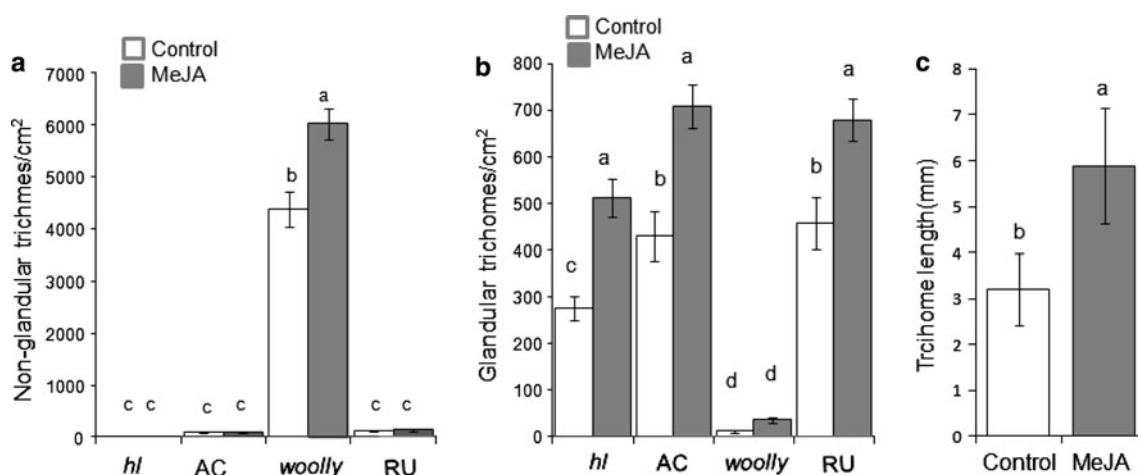 a
Control
MeJA
Non-glandular trichmes/cm²
7000
6000
5000
4000
3000
2000
1000
0
c c c c b a c c
hl AC woolly RU
b
Control
MeJA
Glandular trichomes/cm²
800
700
600
500
400
300
200
100
0
c a b a d d b a
hl AC woolly RU
c
Trcihome length(mm)
8
7
6
5
4
3
2
1
0
b a
Control MeJA